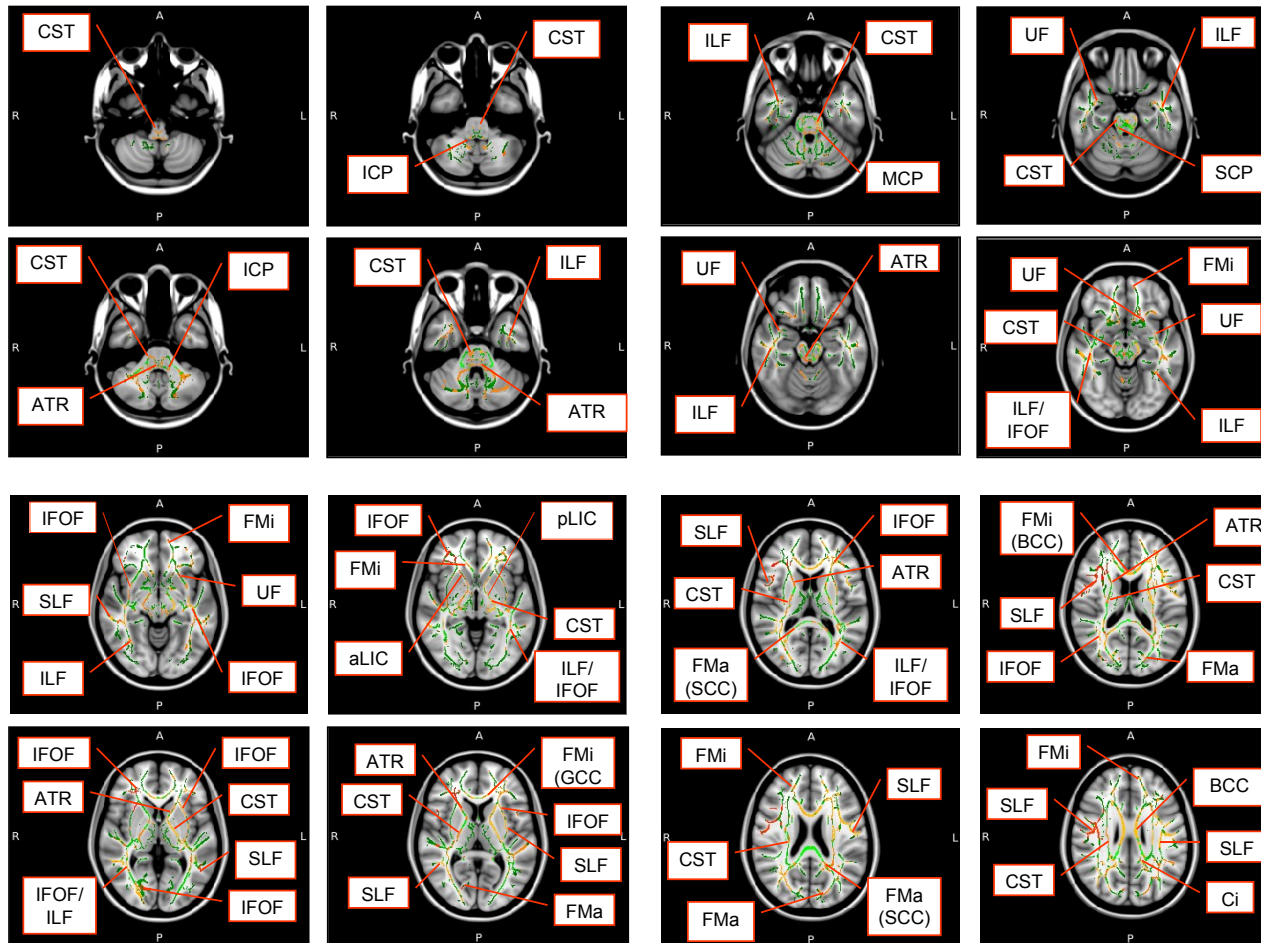 A
CST
R
L
P
A
CST
ICP
P
A
ILF
CST
R
MCP
P
A
UF
ILF
R
CST
SCP
P
A
CST
ICP
R
ATR
P
A
CST
ILF
R
ATR
P
A
UF
ATR
R
ILF
P
A
FMi
UF
UF
CST
R
ILF/
IFOF
ILF
P
A
IFOF
FMi
UF
SLF
R
ILF
IFOF
P
A
IFOF
pLIC
FMi
R
L
CST
aLIC
ILF/
IFOF
P
A
SLF
IFOF
ATR
CST
R
FMa
(SCC)
ILF/
IFOF
P
A
FMi
(BCC)
ATR
CST
SLF
R
IFOF
FMa
P
A
IFOF
IFOF
ATR
CST
R
L
SLF
IFOF/
ILF
IFOF
P
A
ATR
FMi
(GCC)
CST
IFOF
R
SLF
SLF
FMa
P
A
FMi
SLF
R
CST
FMa
(SCC)
FMa
P
A
FMi
BCC
SLF
R
SLF
CST
Ci
P